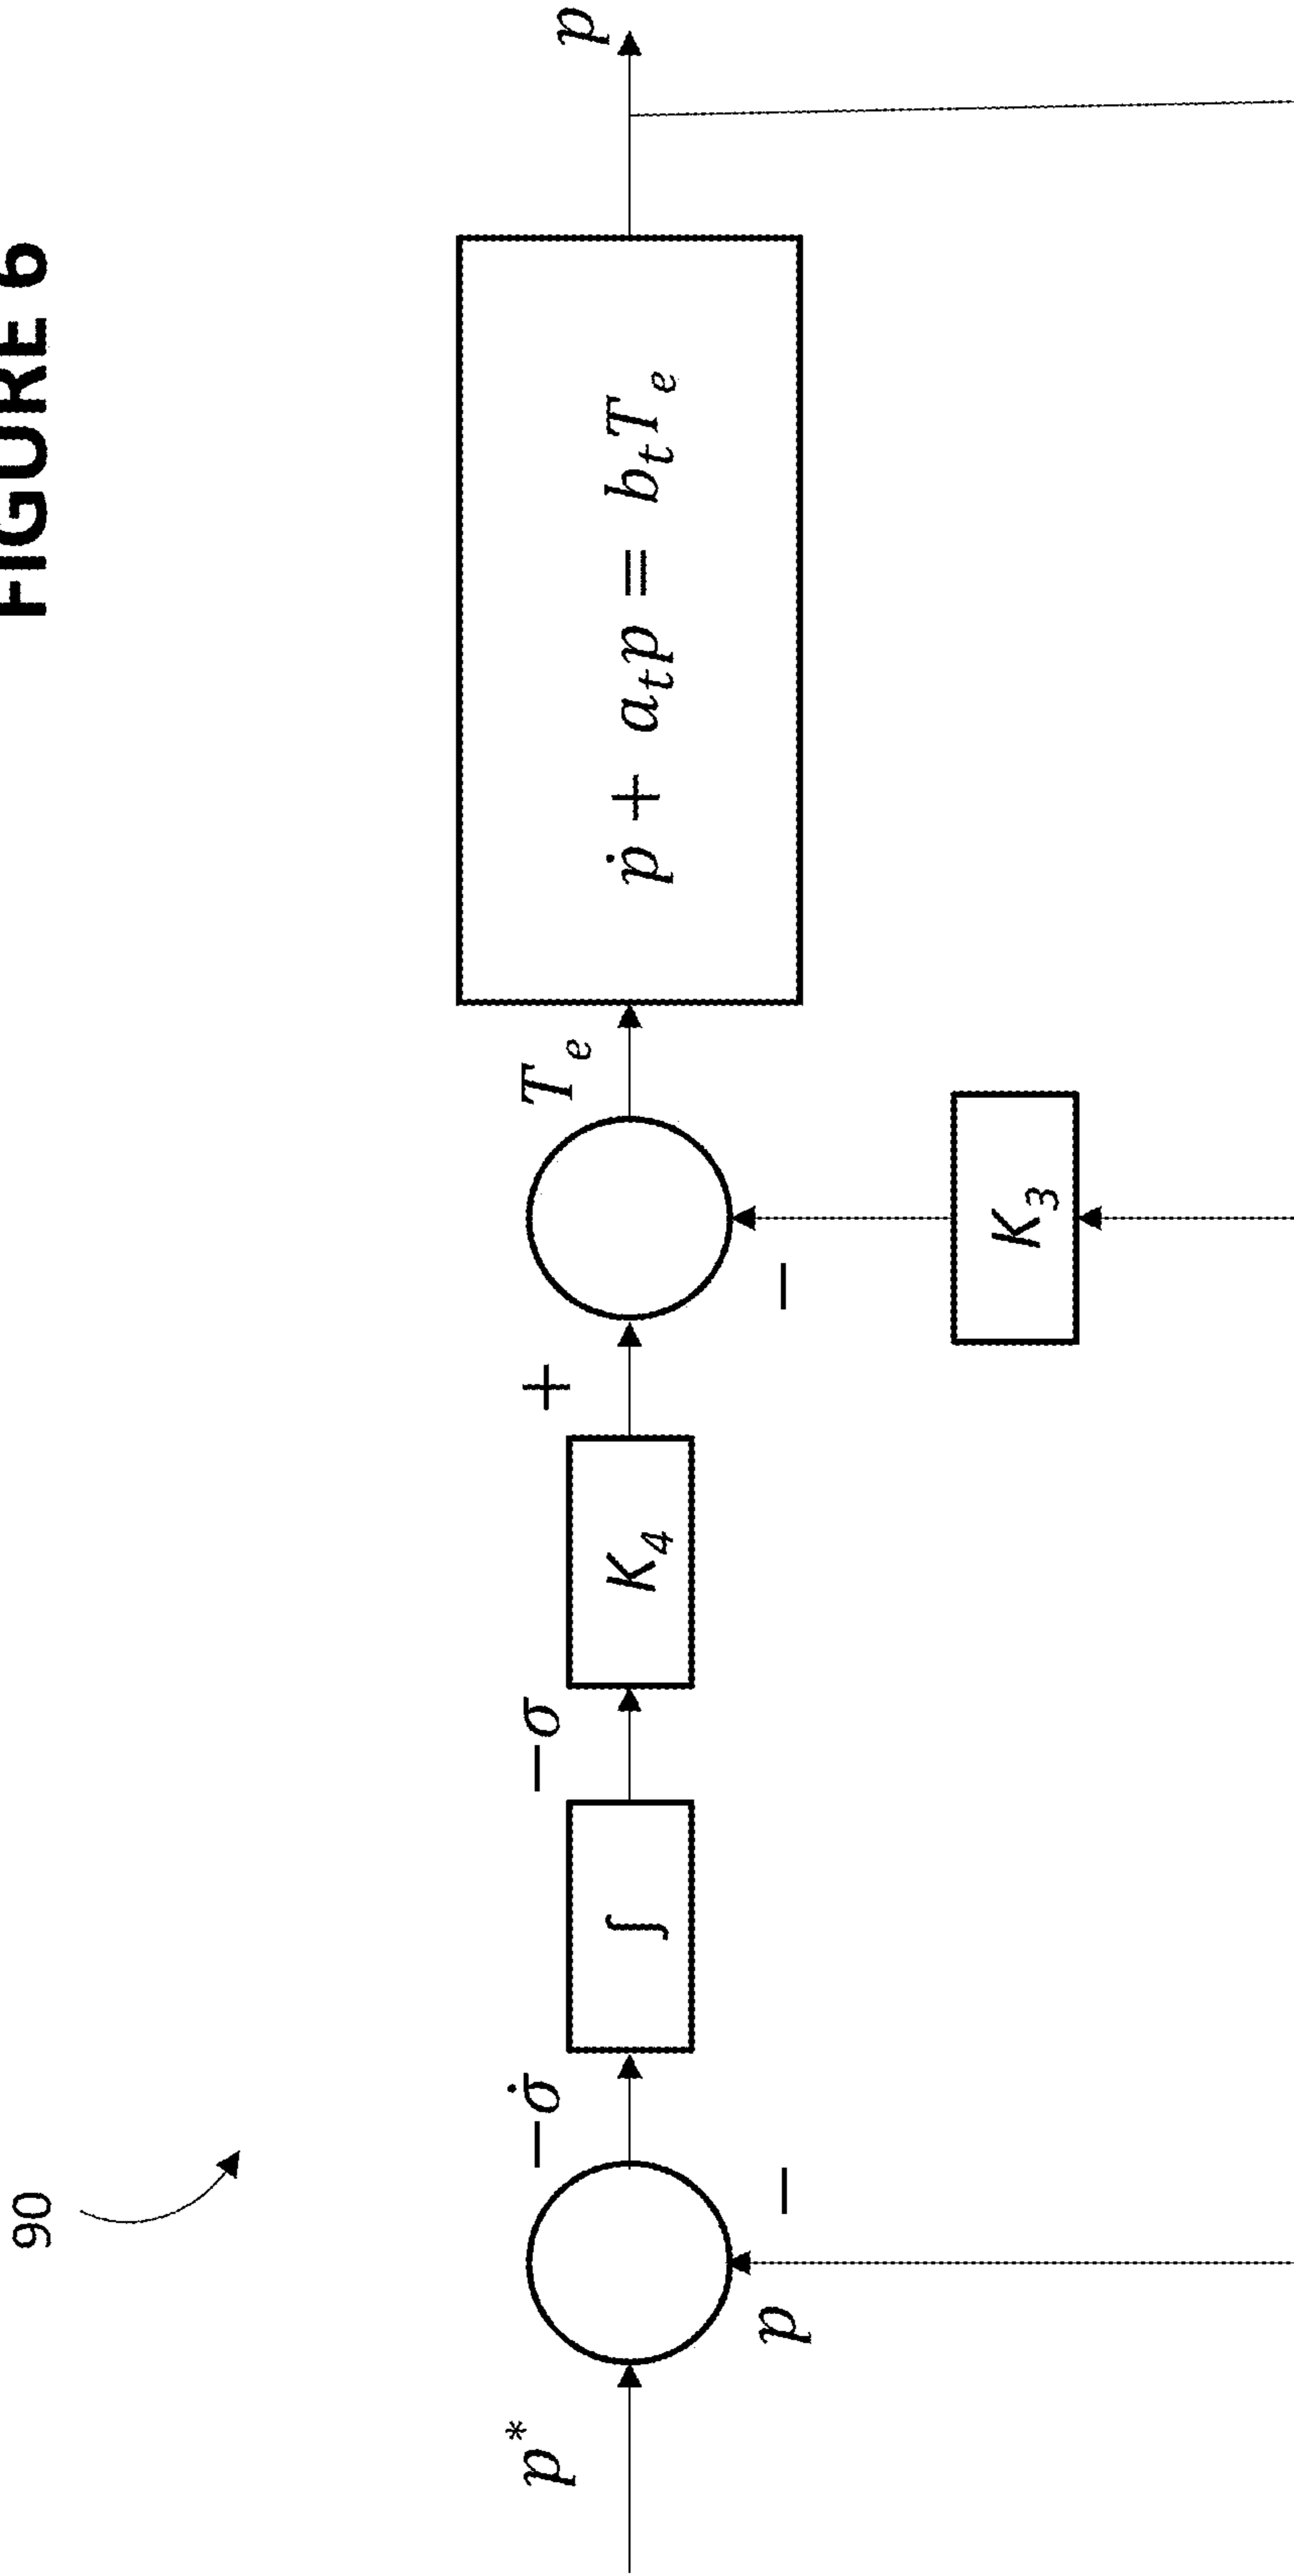 FIGURE 6
90
p*
p
−
−σ̇
∫
−σ
K₄
+
−
K₃
Tₑ
ṗ + aₜp = bₜTₑ
p